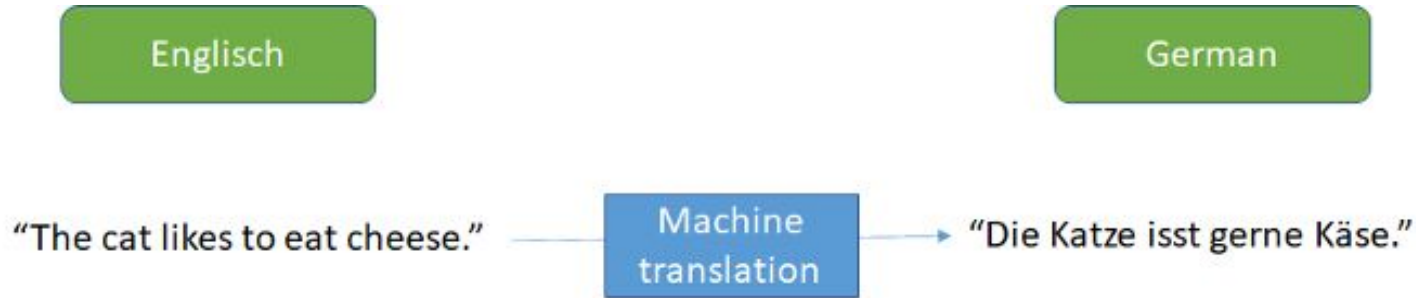 Englisch
German
“The cat likes to eat cheese.”
Machine
translation
“Die Katze isst gerne Käse.”